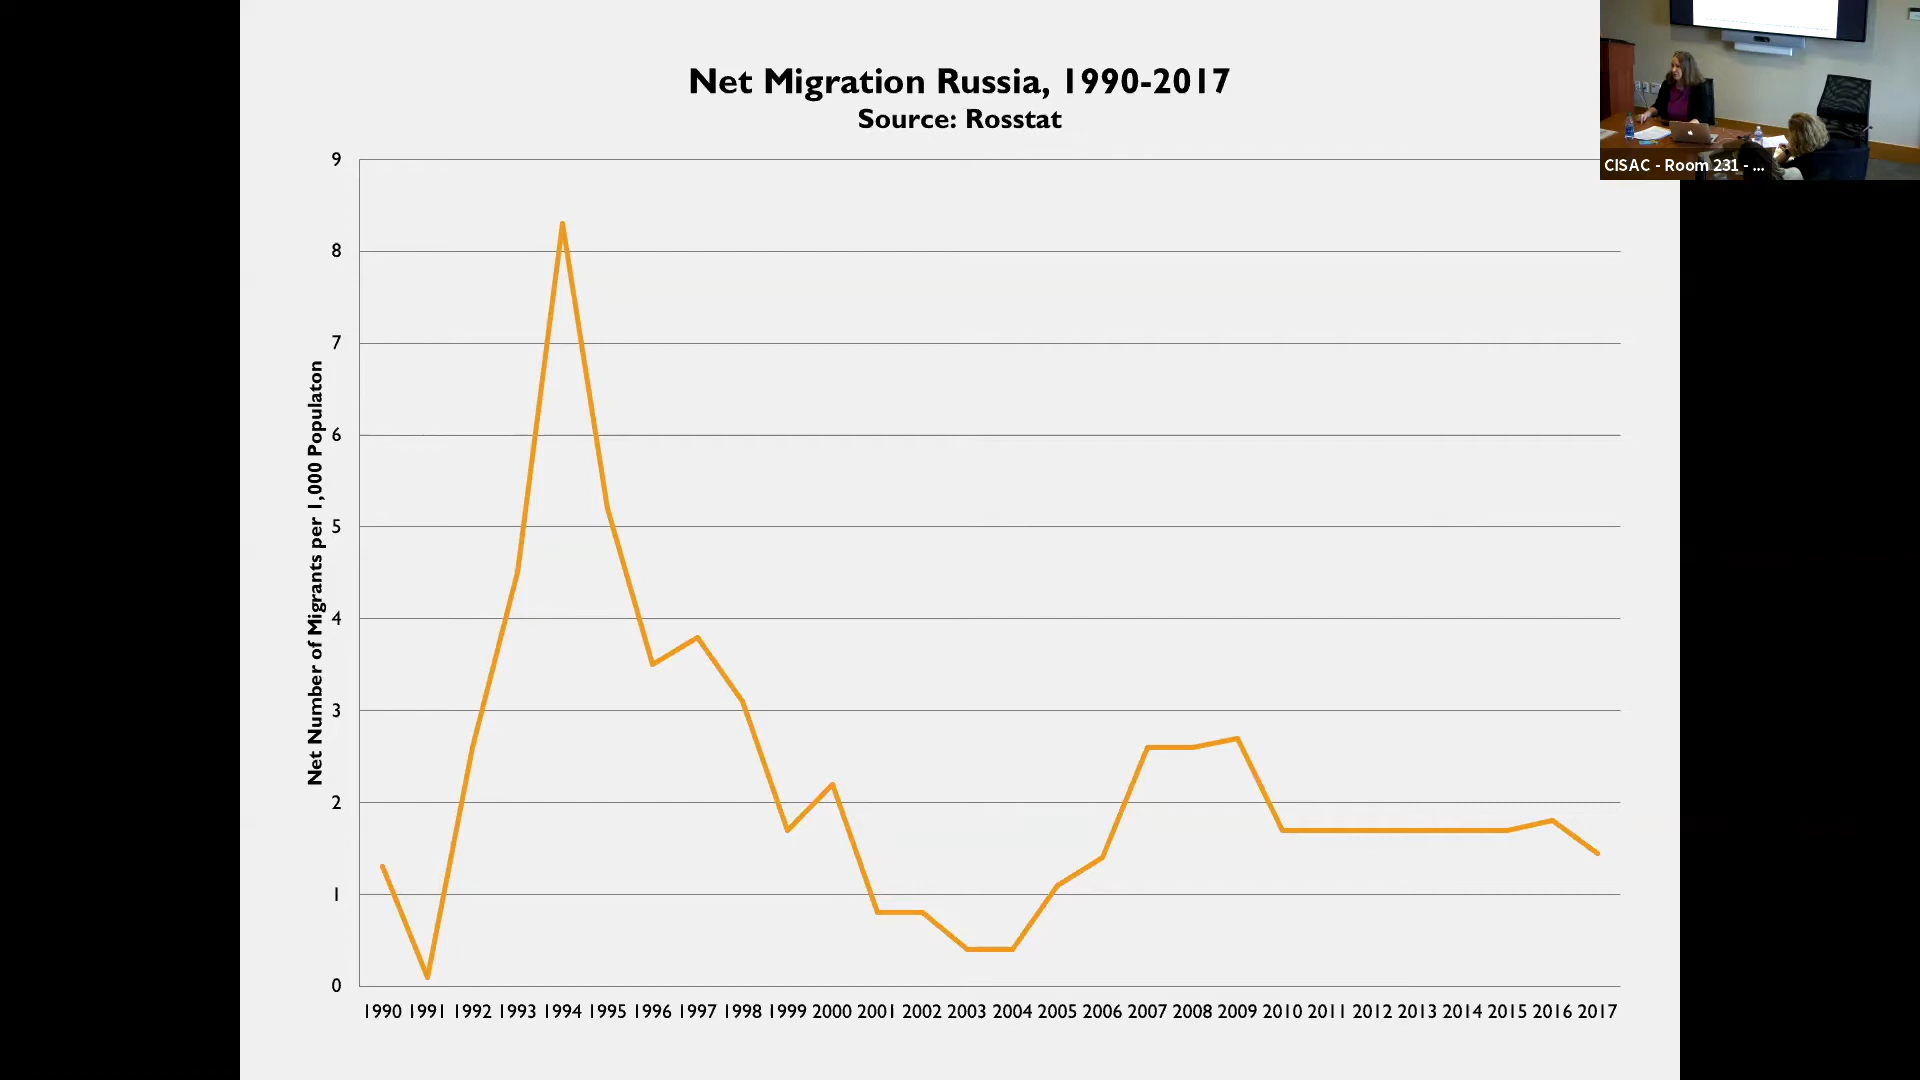 Net Migration Russia, 1990-2017
Source: Rosstat
CISAC - Room 231 - ...
Net Number of Migrants per 1,000 Populaton
9
8
7
6
5
4
3
2
1
0
1990 1991 1992 1993 1994 1995 1996 1997 1998 1999 2000 2001 2002 2003 2004 2005 2006 2007 2008 2009 2010 2011 2012 2013 2014 2015 2016 2017